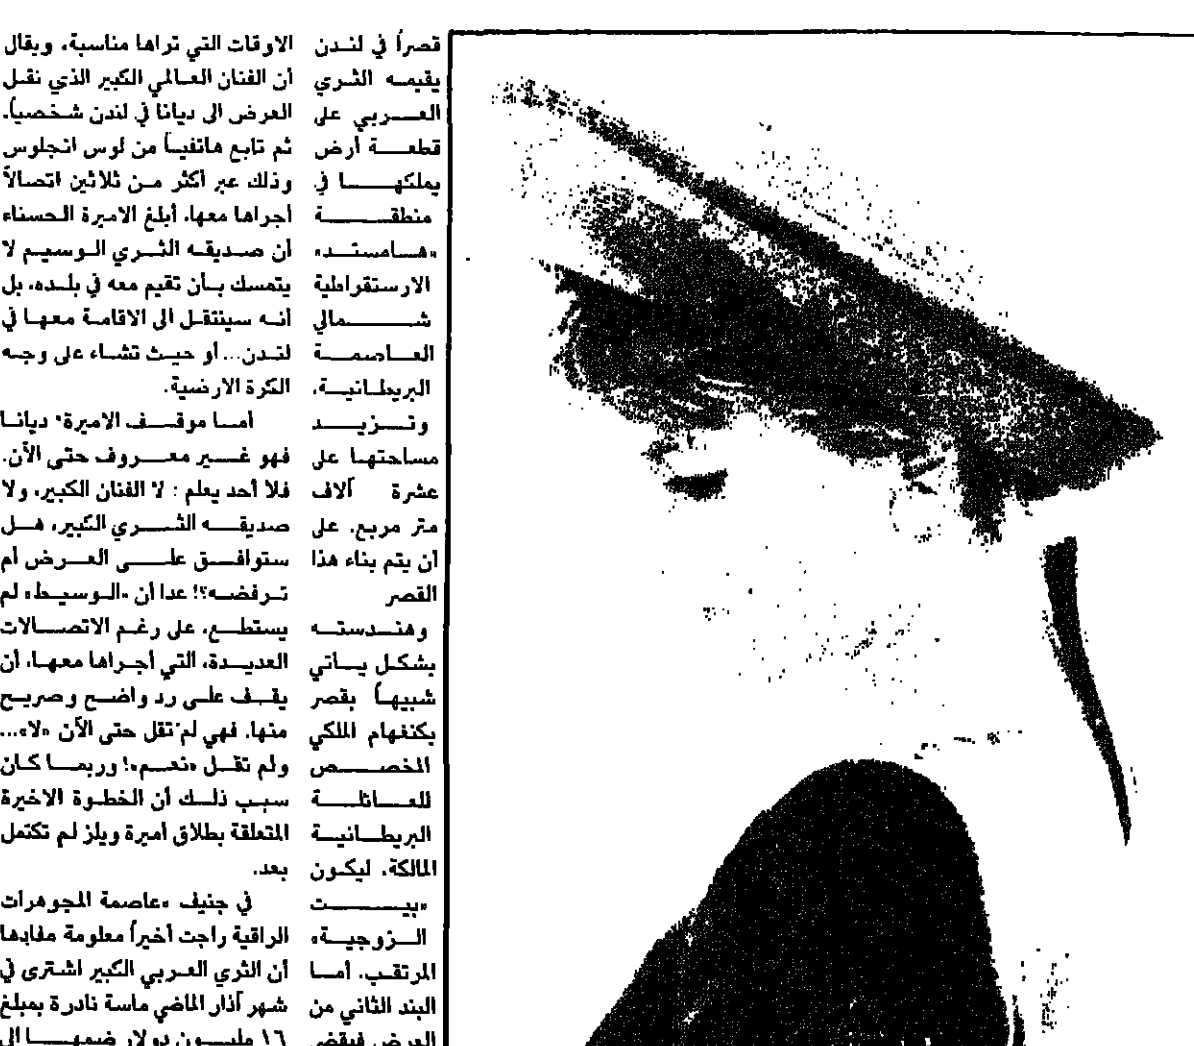 قصراً في لندن
يقيمه الثري
العربي على
قطعة أرض
يملكها في
منطقة
«هامستد»
الارستقراطية
شمالي
العاصمة
البريطانية،
وتزيد
مساحتها على
عشرة آلاف
متر مربع، على
أن يتم بناء هذا
القصر
وهندسته
بشكل يأتي
شبيهاً بقصر
بكنغهام الملكي
المخصص
للعائلة
البريطانية
المالكة، ليكون
«بيت
الزوجية»
المرتقب. أما
البند الثاني من
العرض فيقضي
الاوقات التي تراها مناسبة، ويقال
أن الفنان العالمي الكبير الذي نقل
العرض الى ديانا في لندن شخصياً،
ثم تابع هاتفياً من لوس انجلوس
وذلك عبر أكثر من ثلاثين اتصالاً
أجراها معها، أبلغ الاميرة الحسناء
أن صديقه الثري الوسيم لا
يتمسك بأن تقيم معه في بلده، بل
أنه سينتقل الى الاقامة معها في
لندن... أو حيث تشاء على وجه
الكرة الارضية.
أما موقف الاميرة ديانا
فهو غير معروف حتى الآن.
فلا أحد يعلم : لا الفنان الكبير، ولا
صديقه الثري الكبير، هل
ستوافق على العرض أم
ترفضه؟! عدا أن «الوسيط» لم
يستطع، على رغم الاتصالات
العديدة، التي أجراها معها، أن
يقف على رد واضح وصريح
منها. فهي لم تقل حتى الآن «لا»...
ولم تقل «نعم»! وربما كان
سبب ذلك أن الخطوة الاخيرة
المتعلقة بطلاق أميرة ويلز لم تكتمل
بعد.
في جنيف «عاصمة المجوهرات
الراقية راجت أخيراً معلومة مفادها
أن الثري العربي الكبير اشترى في
شهر آذار الماضي ماسة نادرة بمبلغ
١٦ مليون دولار ضمها الى